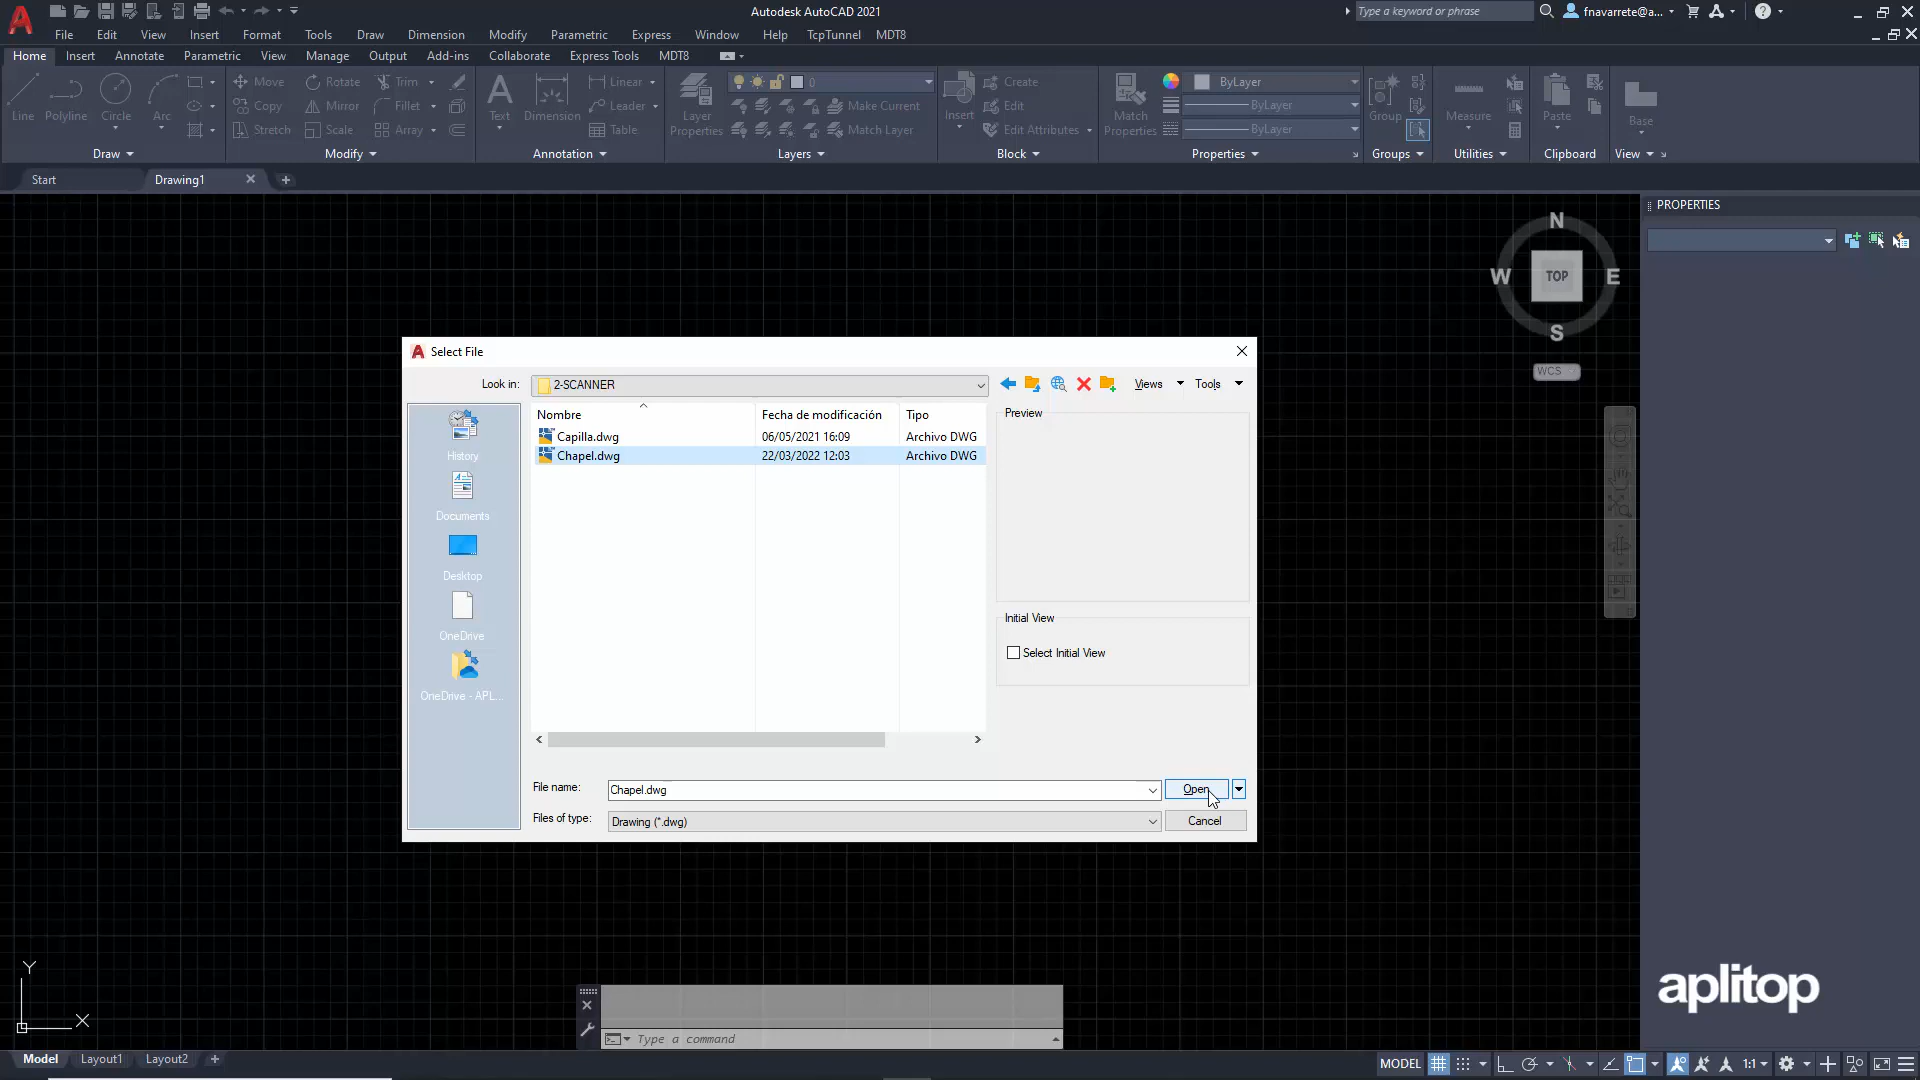 Autodesk AutoCAD 2021
Type a keyword or phrase
fnavarrete@a...
File Edit View Insert Format Tools Draw Dimension Modify Parametric Express Window Help TcpTunnel MDT8
Home Insert Annotate Parametric View Manage Output Add-ins Collaborate Express Tools MDT8
Line Polyline Circle Arc
Move Rotate Trim
Copy Mirror Fillet
Stretch Scale Array
Text Dimension
Linear
Leader
Table
Layer Properties
0
Make Current
Match Layer
Insert
Create
Edit
Edit Attributes
Match Properties
ByLayer
ByLayer
ByLayer
Group
Measure
Paste
Base
Draw Modify Annotation Layers Block Properties Groups Utilities Clipboard View
Start Drawing1
PROPERTIES
N
W TOP E
S
WCS
Select File
Look in: 2-SCANNER
Views Tools
Nombre Fecha de modificación Tipo
Capilla.dwg 06/05/2021 16:09 Archivo DWG
Chapel.dwg 22/03/2022 12:03 Archivo DWG
History
Documents
Desktop
OneDrive
OneDrive - APL...
Preview
Initial View
Select Initial View
File name: Chapel.dwg Open
Files of type: Drawing (*.dwg) Cancel
Y
X
aplitop
Type a command
Model Layout1 Layout2
MODEL 1:1